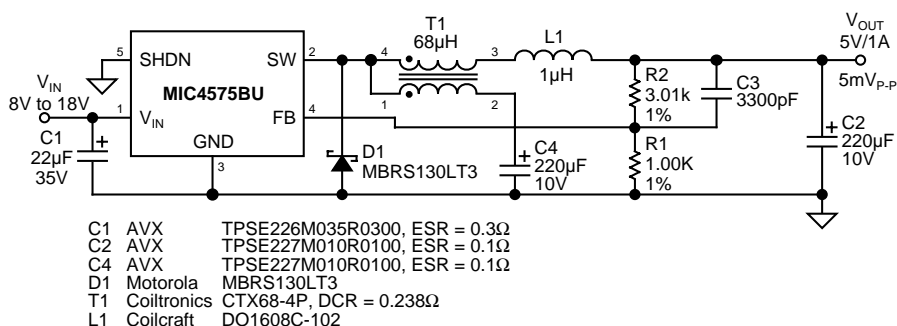 T1
68µH
L1
1µH
VOUT
5V/1A
5mVP-P
5
SHDN
SW
2
4
3
1
2
VIN
8V to 18V
1
VIN
MIC4575BU
FB
4
GND
3
C1
22µF
35V
+
D1
MBRS130LT3
+
C4
220µF
10V
R2
3.01k
1%
C3
3300pF
R1
1.00K
1%
+
C2
220µF
10V
C1 AVX TPSE226M035R0300, ESR = 0.3Ω
C2 AVX TPSE227M010R0100, ESR = 0.1Ω
C4 AVX TPSE227M010R0100, ESR = 0.1Ω
D1 Motorola MBRS130LT3
T1 Coiltronics CTX68-4P, DCR = 0.238Ω
L1 Coilcraft DO1608C-102